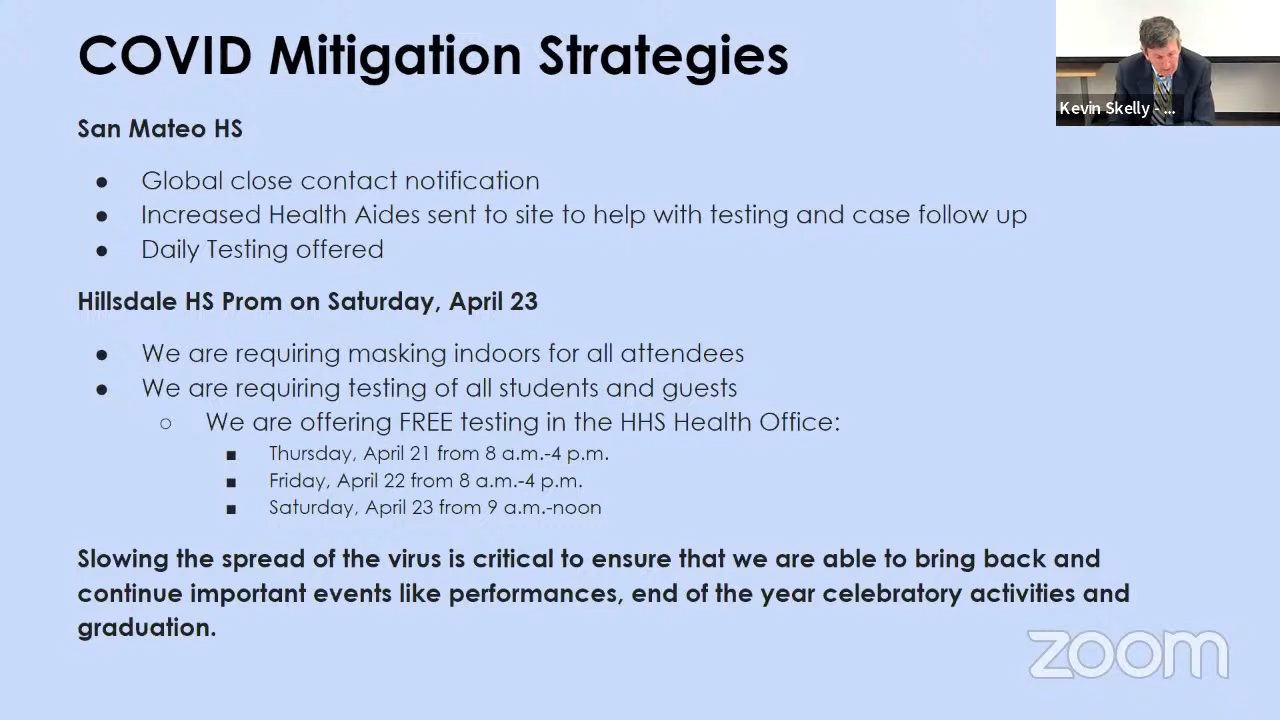 COVID Mitigation Strategies
Kevin Skelly - ...
San Mateo HS
● Global close contact notification
● Increased Health Aides sent to site to help with testing and case follow up
● Daily Testing offered
Hillsdale HS Prom on Saturday, April 23
● We are requiring masking indoors for all attendees
● We are requiring testing of all students and guests
○ We are offering FREE testing in the HHS Health Office:
■ Thursday, April 21 from 8 a.m.-4 p.m.
■ Friday, April 22 from 8 a.m.-4 p.m.
■ Saturday, April 23 from 9 a.m.-noon
Slowing the spread of the virus is critical to ensure that we are able to bring back and
continue important events like performances, end of the year celebratory activities and
graduation.
zoom